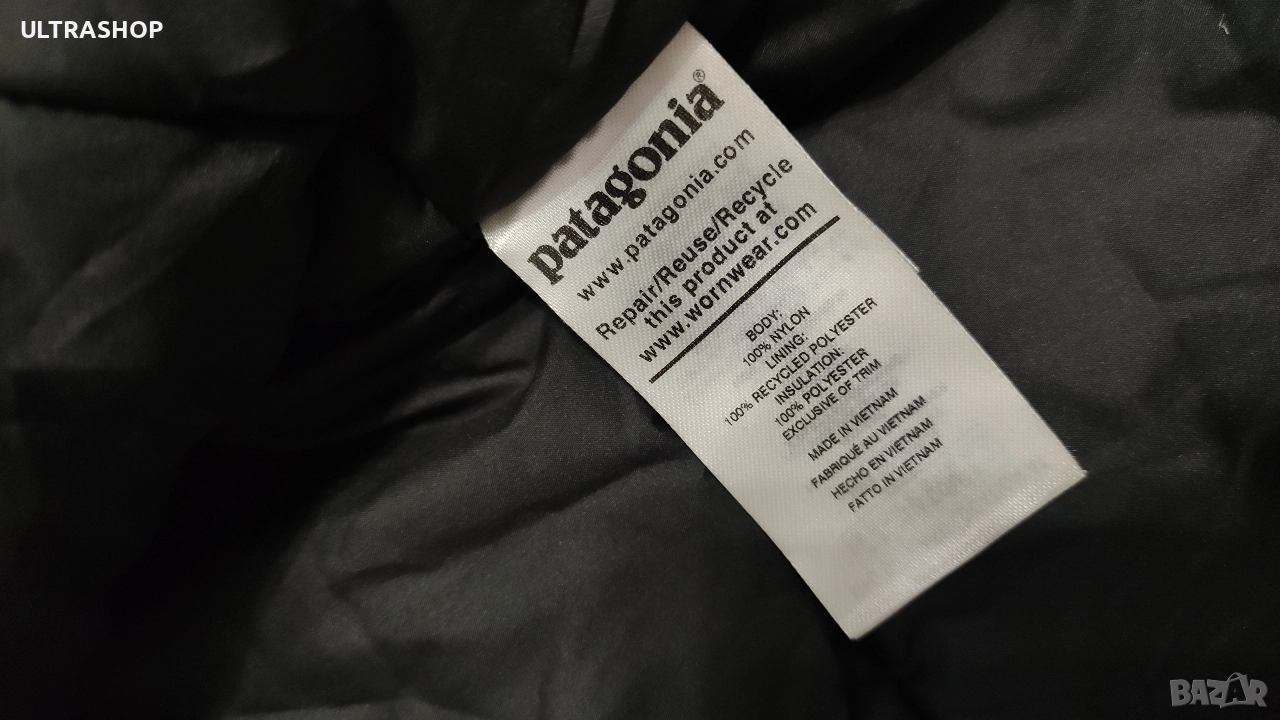 ULTRASHOP
patagonia®
www.patagonia.com
Repair/Reuse/Recycle
this product at
www.wornwear.com
BODY:
100% NYLON
LINING:
100% RECYCLED POLYESTER
INSULATION:
100% POLYESTER
EXCLUSIVE OF TRIM
MADE IN VIETNAM
FABRIQUÉ AU VIETNAM
HECHO EN VIETNAM
FATTO IN VIETNAM
BAZAR